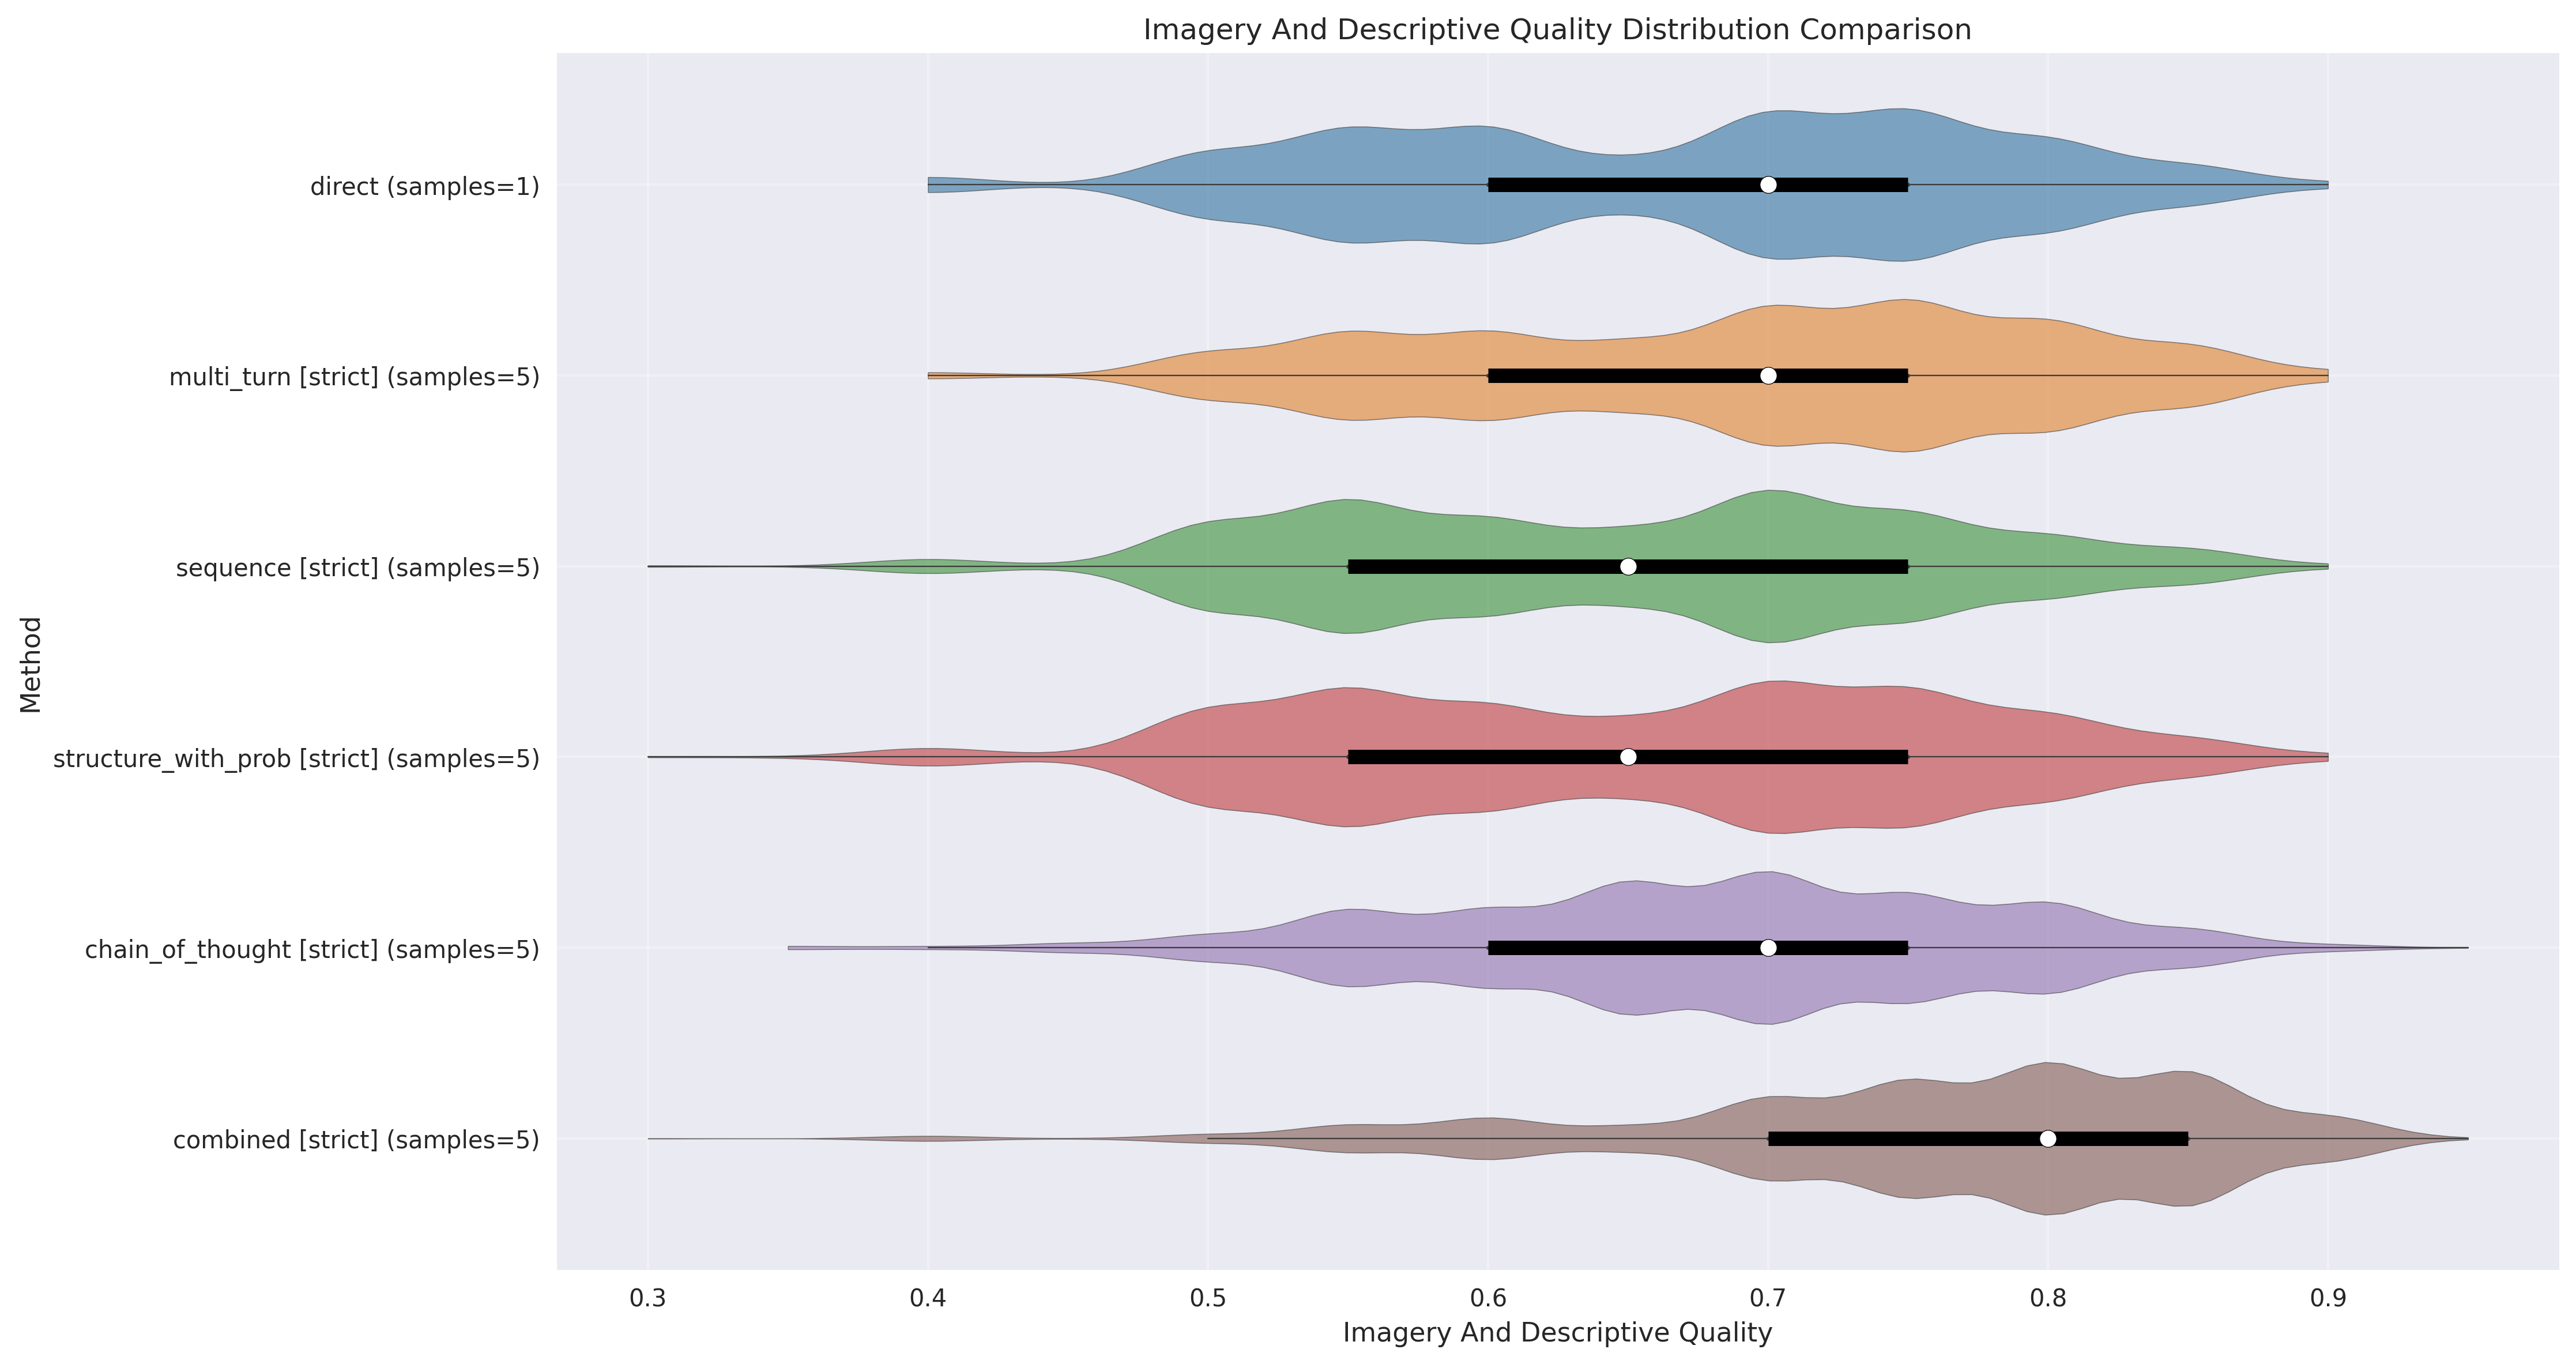 Imagery And Descriptive Quality Distribution Comparison
Method
direct (samples=1)
multi_turn [strict] (samples=5)
sequence [strict] (samples=5)
structure_with_prob [strict] (samples=5)
chain_of_thought [strict] (samples=5)
combined [strict] (samples=5)
0.3 0.4 0.5 0.6 0.7 0.8 0.9
Imagery And Descriptive Quality